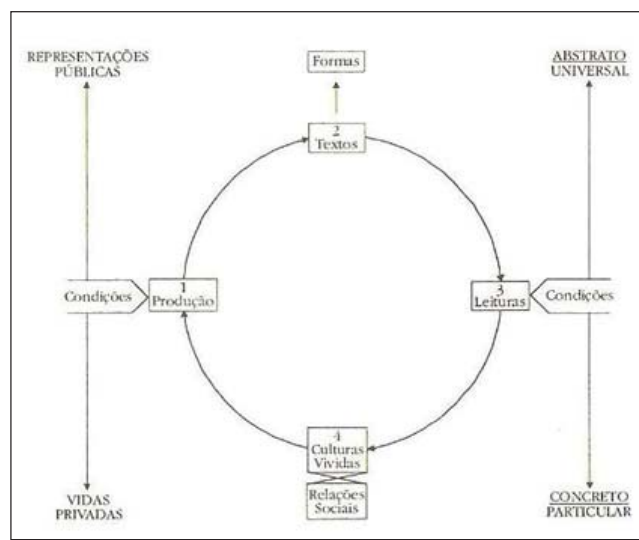 REPRESENTAÇÕES
PÚBLICAS
Formas
ABSTRATO
UNIVERSAL
2
Textos
Condições
1
Produção
3
Leituras
Condições
4
Culturas
Vividas
Relações
Sociais
VIDAS
PRIVADAS
CONCRETO
PARTICULAR